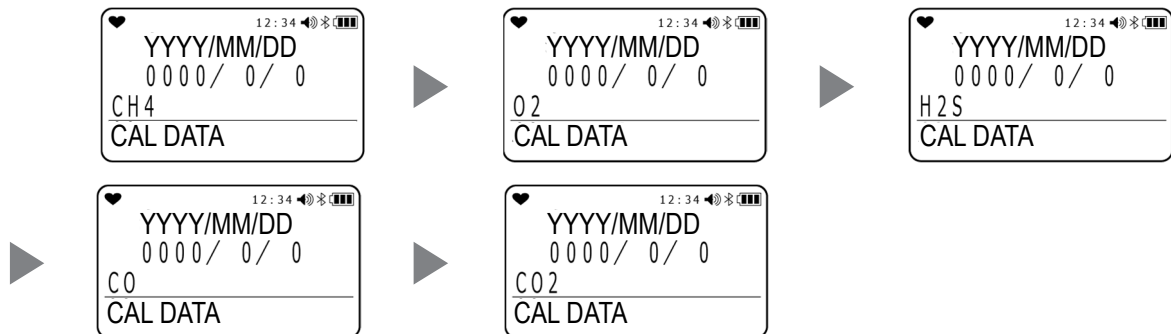 12:34
YYYY/MM/DD
0000/ 0/ 0
CH4
CAL DATA
12:34
YYYY/MM/DD
0000/ 0/ 0
O2
CAL DATA
12:34
YYYY/MM/DD
0000/ 0/ 0
H2S
CAL DATA
12:34
YYYY/MM/DD
0000/ 0/ 0
CO
CAL DATA
12:34
YYYY/MM/DD
0000/ 0/ 0
CO2
CAL DATA